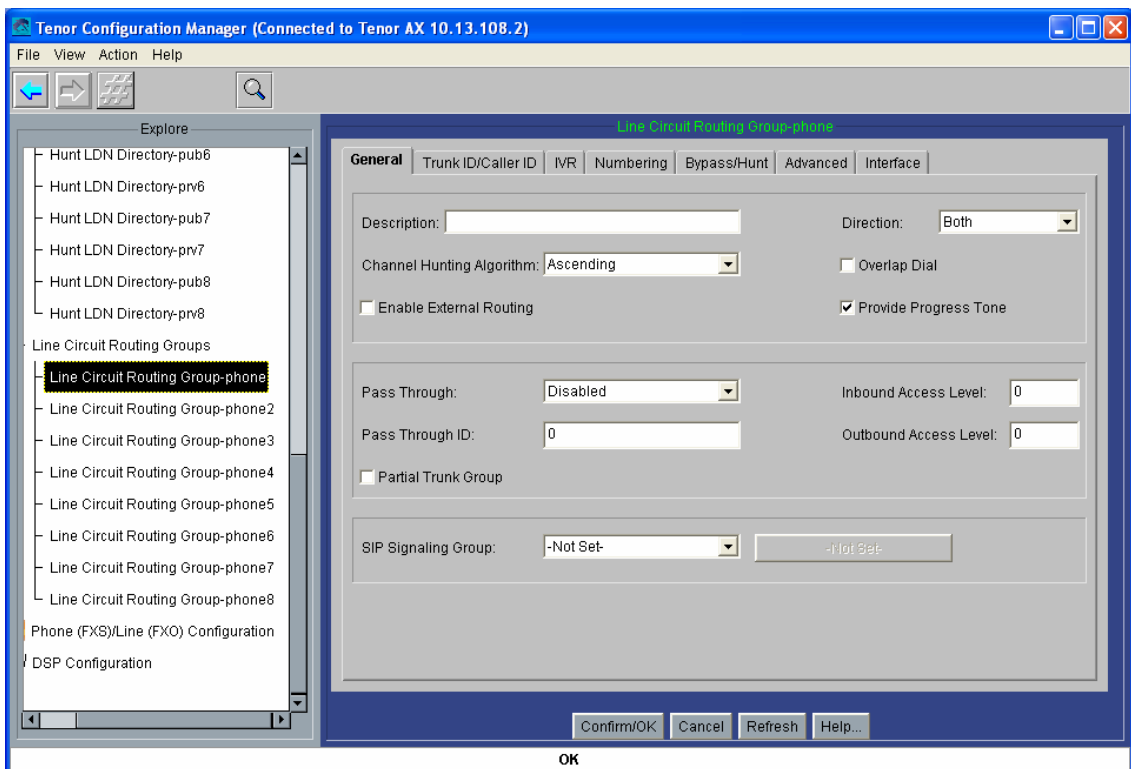 Tenor Configuration Manager (Connected to Tenor AX 10.13.108.2)
File View Action Help
Explore
Hunt LDN Directory-pub6
Hunt LDN Directory-prv6
Hunt LDN Directory-pub7
Hunt LDN Directory-prv7
Hunt LDN Directory-pub8
Hunt LDN Directory-prv8
Line Circuit Routing Groups
Line Circuit Routing Group-phone
Line Circuit Routing Group-phone2
Line Circuit Routing Group-phone3
Line Circuit Routing Group-phone4
Line Circuit Routing Group-phone5
Line Circuit Routing Group-phone6
Line Circuit Routing Group-phone7
Line Circuit Routing Group-phone8
Phone (FXS)/Line (FXO) Configuration
DSP Configuration
Line Circuit Routing Group-phone
General Trunk ID/Caller ID IVR Numbering Bypass/Hunt Advanced Interface
Description: Direction: Both
Channel Hunting Algorithm: Ascending Overlap Dial
Enable External Routing Provide Progress Tone
Pass Through: Disabled Inbound Access Level: 0
Pass Through ID: 0 Outbound Access Level: 0
Partial Trunk Group
SIP Signaling Group: -Not Set- -Not Set-
Confirm/OK Cancel Refresh Help...
OK